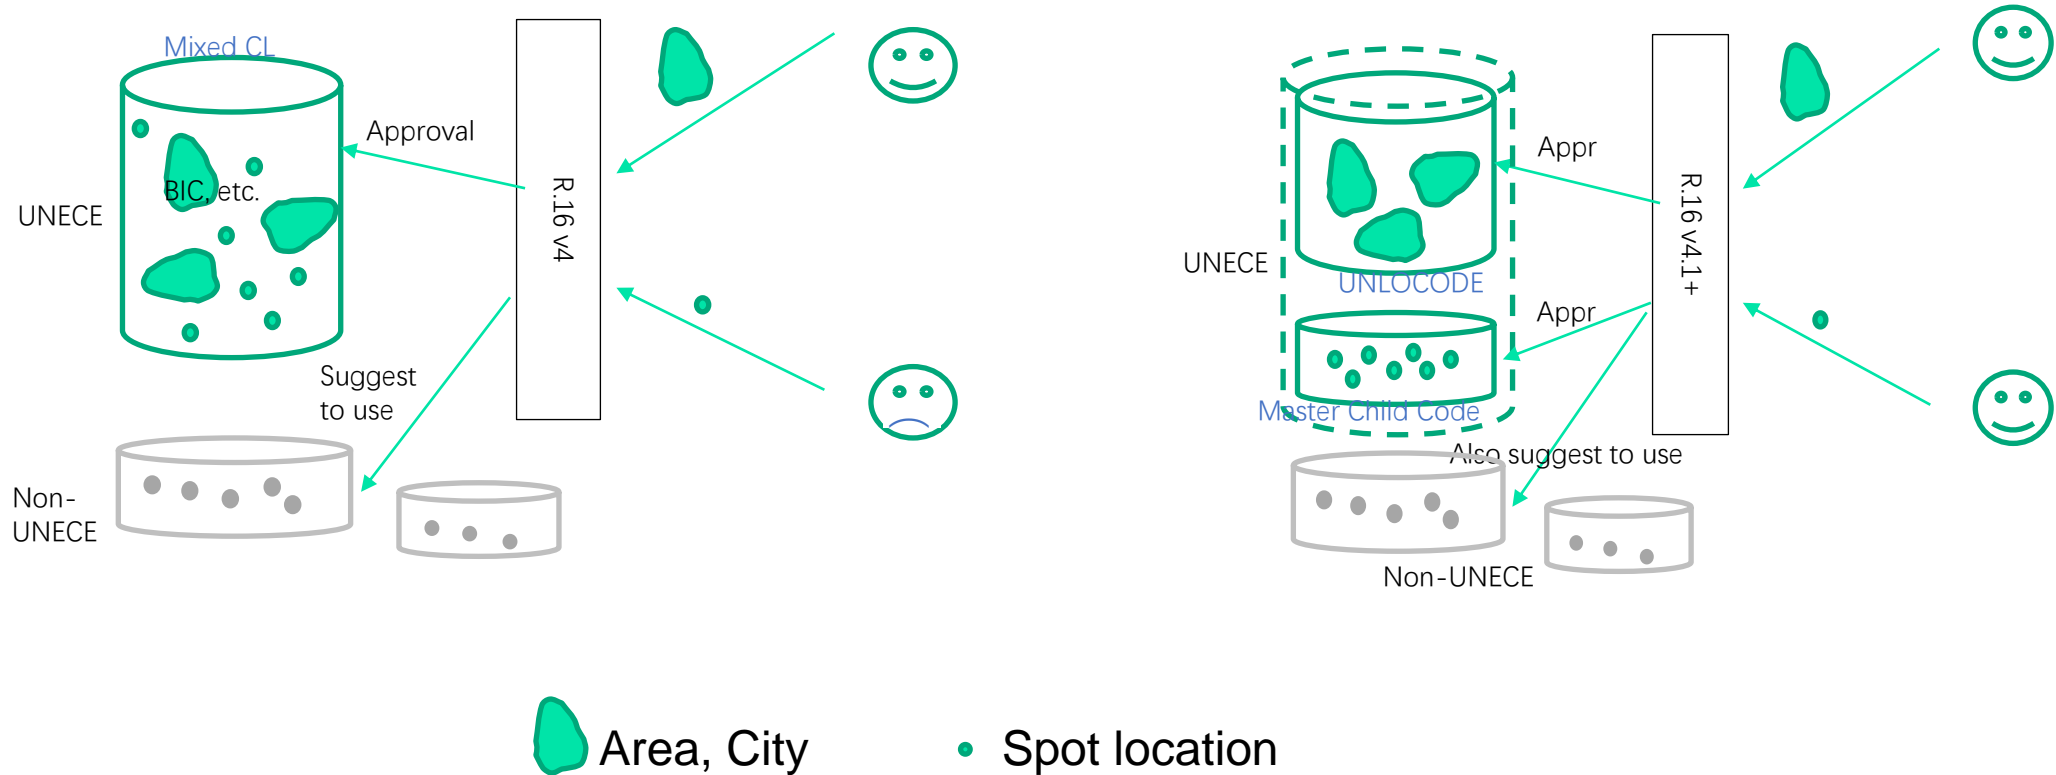 Mixed CL
Approval
BIC, etc.
UNECE
R.16 v4
Suggest
to use
Non-
UNECE
Appr
R.16 v4.1+
UNECE
UNLOCODE
Appr
Master Child Code
Also suggest to use
Non-UNECE
Area, City
Spot location